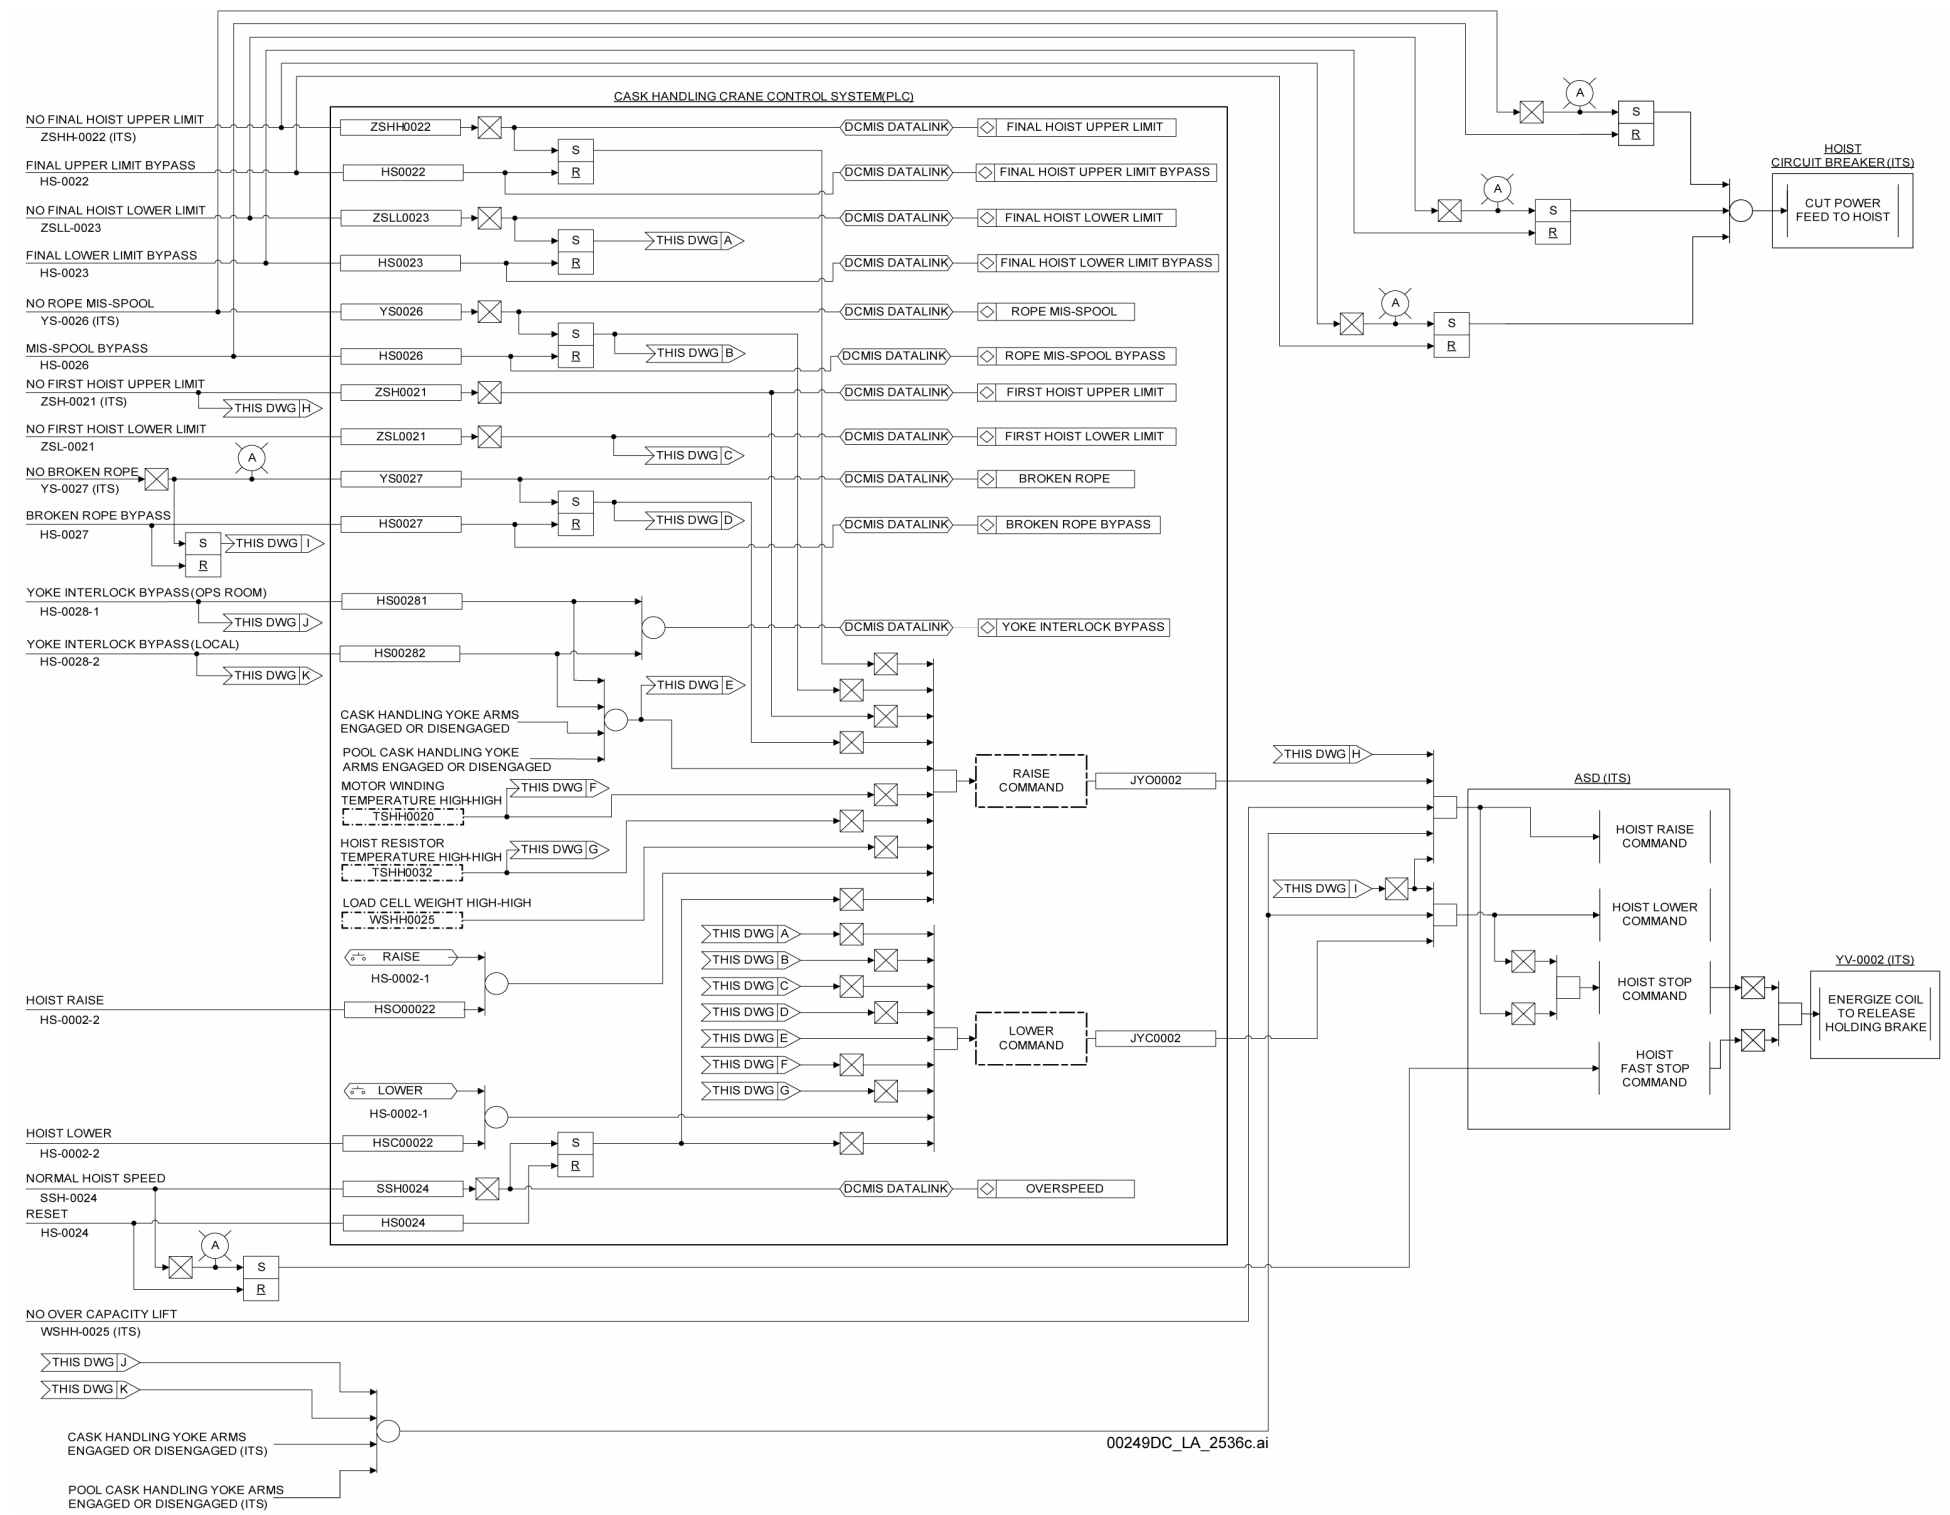 CASK HANDLING CRANE CONTROL SYSTEM(PLC)
NO FINAL HOIST UPPER LIMIT
ZSHH-0022 (ITS)
ZSHH0022
DCMIS DATALINK
FINAL HOIST UPPER LIMIT
S
R
FINAL UPPER LIMIT BYPASS
HS-0022
HS0022
DCMIS DATALINK
FINAL HOIST UPPER LIMIT BYPASS
NO FINAL HOIST LOWER LIMIT
ZSLL-0023
ZSLL0023
DCMIS DATALINK
FINAL HOIST LOWER LIMIT
S
R
THIS DWG A
FINAL LOWER LIMIT BYPASS
HS-0023
HS0023
DCMIS DATALINK
FINAL HOIST LOWER LIMIT BYPASS
NO ROPE MIS-SPOOL
YS-0026 (ITS)
YS0026
DCMIS DATALINK
ROPE MIS-SPOOL
S
R
THIS DWG B
MIS-SPOOL BYPASS
HS-0026
HS0026
DCMIS DATALINK
ROPE MIS-SPOOL BYPASS
NO FIRST HOIST UPPER LIMIT
ZSH-0021 (ITS)
THIS DWG H
ZSH0021
DCMIS DATALINK
FIRST HOIST UPPER LIMIT
NO FIRST HOIST LOWER LIMIT
ZSL-0021
ZSL0021
THIS DWG C
DCMIS DATALINK
FIRST HOIST LOWER LIMIT
A
NO BROKEN ROPE
YS-0027 (ITS)
YS0027
DCMIS DATALINK
BROKEN ROPE
S
R
THIS DWG D
BROKEN ROPE BYPASS
HS-0027
HS0027
DCMIS DATALINK
BROKEN ROPE BYPASS
S
R
THIS DWG I
YOKE INTERLOCK BYPASS(OPS ROOM)
HS-0028-1
THIS DWG J
HS00281
DCMIS DATALINK
YOKE INTERLOCK BYPASS
YOKE INTERLOCK BYPASS(LOCAL)
HS-0028-2
THIS DWG K
HS00282
THIS DWG E
CASK HANDLING YOKE ARMS
ENGAGED OR DISENGAGED
POOL CASK HANDLING YOKE
ARMS ENGAGED OR DISENGAGED
MOTOR WINDING
TEMPERATURE HIGH-HIGH
TSHH0020
THIS DWG F
HOIST RESISTOR
TEMPERATURE HIGH-HIGH
TSHH0032
THIS DWG G
LOAD CELL WEIGHT HIGH-HIGH
WSHH0025
RAISE
HS-0002-1
HOIST RAISE
HS-0002-2
HSO00022
LOWER
HS-0002-1
HOIST LOWER
HS-0002-2
HSC00022
S
R
NORMAL HOIST SPEED
SSH-0024
SSH0024
DCMIS DATALINK
OVERSPEED
RESET
HS-0024
HS0024
A
S
R
RAISE
COMMAND
JYO0002
THIS DWG A
THIS DWG B
THIS DWG C
THIS DWG D
THIS DWG E
THIS DWG F
THIS DWG G
LOWER
COMMAND
JYC0002
A
S
R
A
S
R
A
S
R
HOIST
CIRCUIT BREAKER(ITS)
CUT POWER
FEED TO HOIST
THIS DWG H
THIS DWG I
ASD (ITS)
HOIST RAISE
COMMAND
HOIST LOWER
COMMAND
HOIST STOP
COMMAND
HOIST
FAST STOP
COMMAND
YV-0002 (ITS)
ENERGIZE COIL
TO RELEASE
HOLDING BRAKE
NO OVER CAPACITY LIFT
WSHH-0025 (ITS)
THIS DWG J
THIS DWG K
CASK HANDLING YOKE ARMS
ENGAGED OR DISENGAGED (ITS)
POOL CASK HANDLING YOKE ARMS
ENGAGED OR DISENGAGED (ITS)
00249DC_LA_2536c.ai